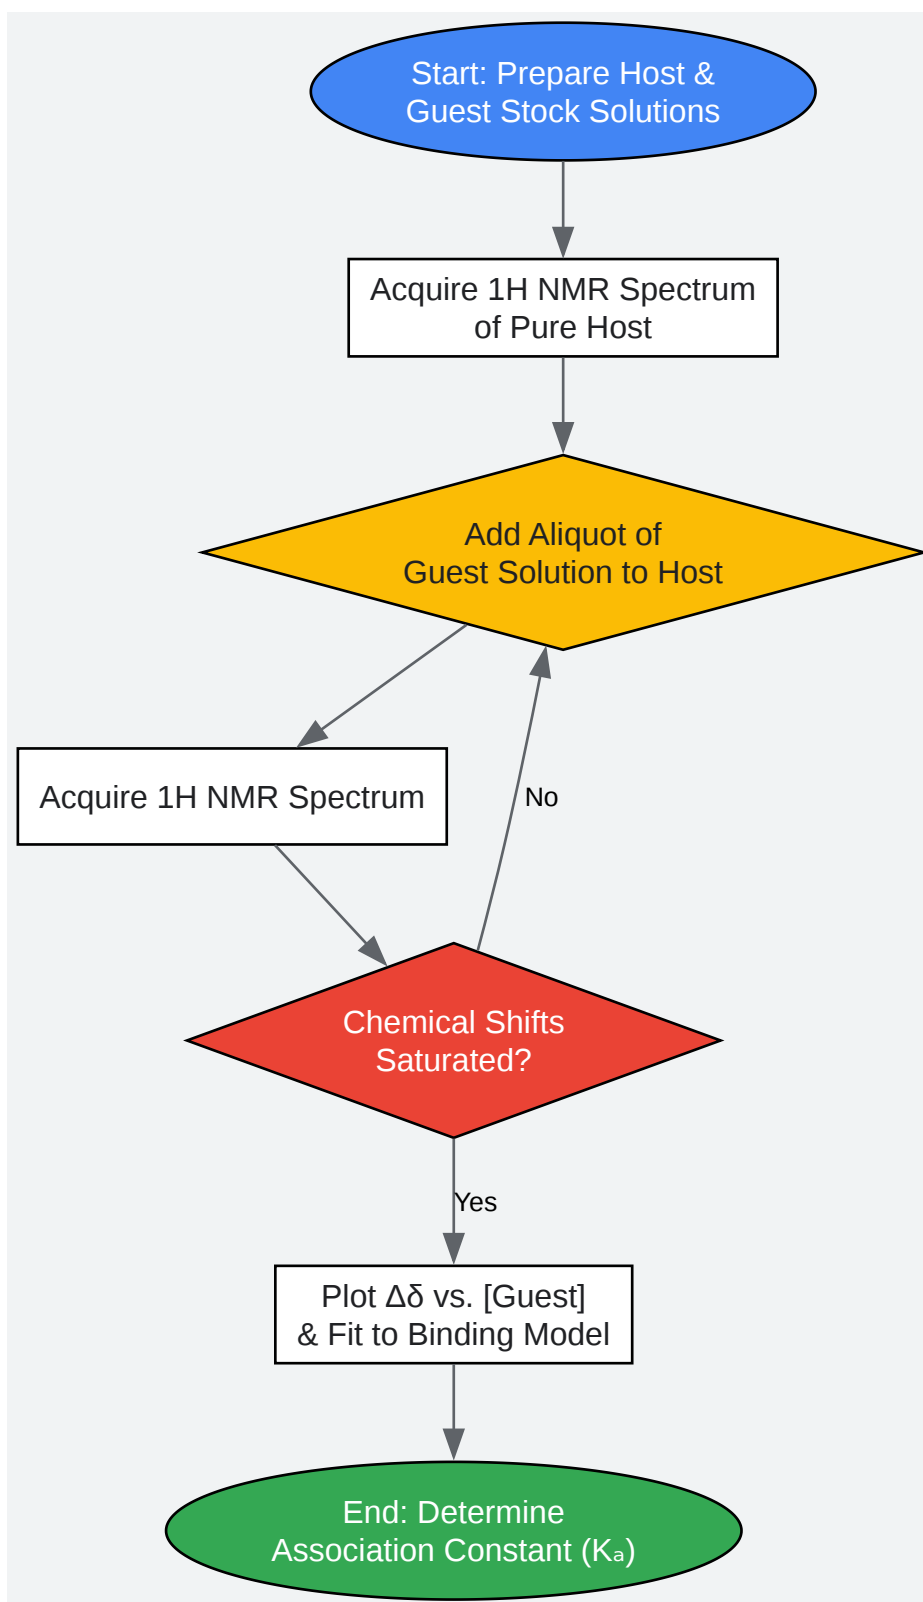 Start: Prepare Host &
Guest Stock Solutions
Acquire 1H NMR Spectrum
of Pure Host
Add Aliquot of
Guest Solution to Host
Acquire 1H NMR Spectrum
No
Chemical Shifts
Saturated?
Yes
Plot Δδ vs. [Guest]
& Fit to Binding Model
End: Determine
Association Constant (Kₐ)